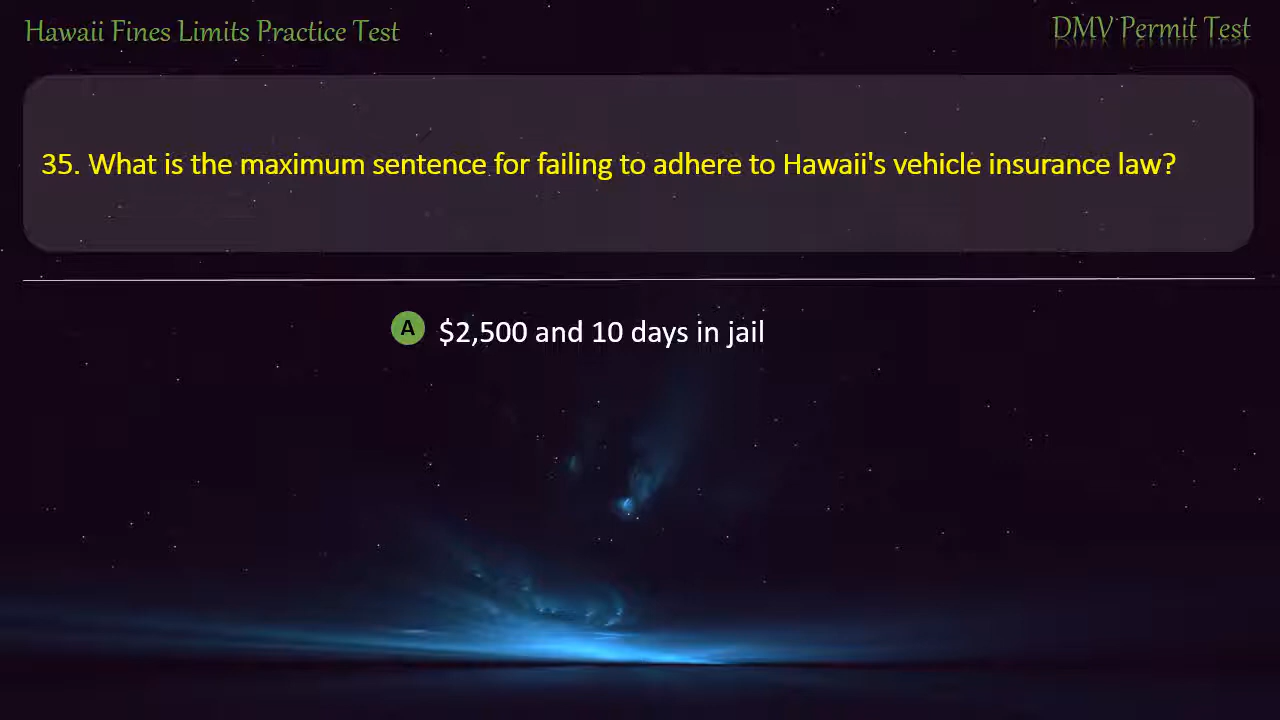 Hawaii Fines Limits Practice Test
DMV Permit Test
35. What is the maximum sentence for failing to adhere to Hawaii's vehicle insurance law?
A $2,500 and 10 days in jail